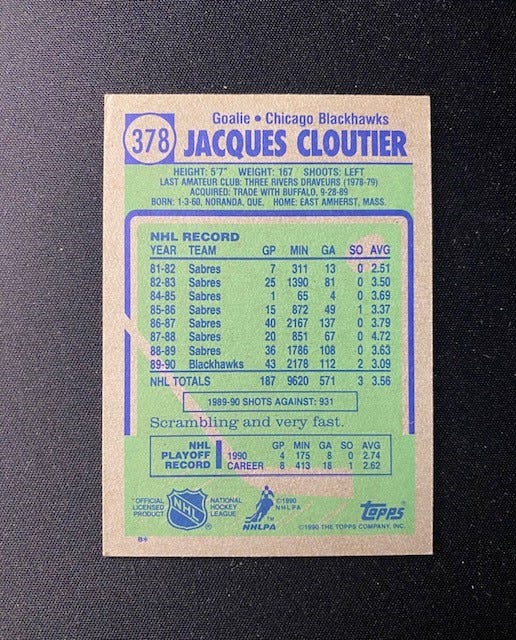 378
Goalie • Chicago Blackhawks
JACQUES CLOUTIER
HEIGHT: 5'7" WEIGHT: 167 SHOOTS: LEFT
LAST AMATEUR CLUB: THREE RIVERS DRAVEURS (1978-79)
ACQUIRED: TRADE WITH BUFFALO, 9-28-89
BORN: 1-3-60, NORANDA, QUE. HOME: EAST AMHERST, MASS.
NHL RECORD
YEAR TEAM GP MIN GA SO AVG
81-82 Sabres 7 311 13 0 2.51
82-83 Sabres 25 1390 81 0 3.50
84-85 Sabres 1 65 4 0 3.69
85-86 Sabres 15 872 49 1 3.37
86-87 Sabres 40 2167 137 0 3.79
87-88 Sabres 20 851 67 0 4.72
88-89 Sabres 36 1786 108 0 3.63
89-90 Blackhawks 43 2178 112 2 3.09
NHL TOTALS 187 9620 571 3 3.56
1989-90 SHOTS AGAINST: 931
Scrambling and very fast.
NHL PLAYOFF RECORD
GP MIN GA SO AVG
1990 4 175 8 0 2.74
CAREER 8 413 18 1 2.62
"OFFICIAL LICENSED PRODUCT
NHL
NATIONAL HOCKEY LEAGUE
©1990 NHLPA
NHLPA
TOPPS
©1990 THE TOPPS COMPANY, INC.
B*